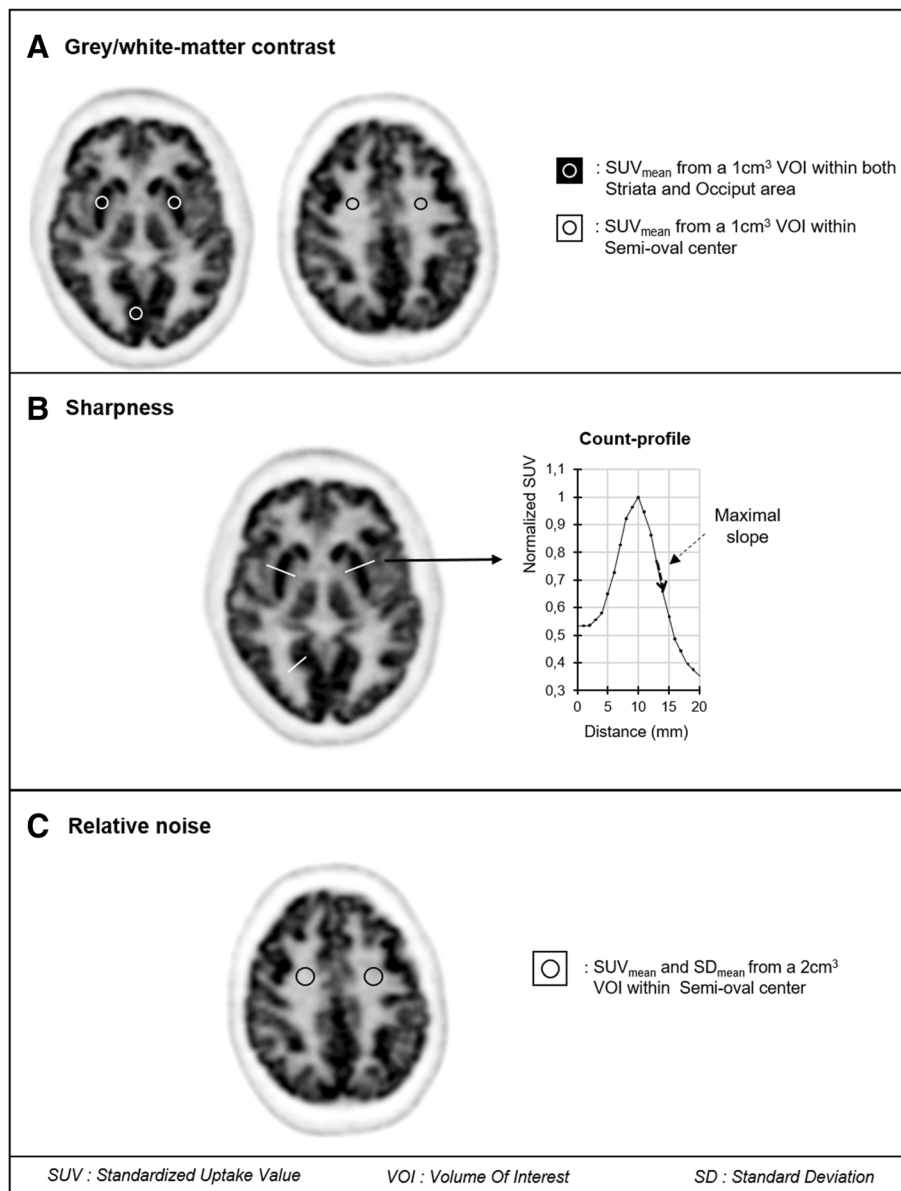 A Grey/white-matter contrast
: SUVmean from a 1cm³ VOI within both
Striata and Occiput area
: SUVmean from a 1cm³ VOI within
Semi-oval center
B Sharpness
Count-profile
Normalized SUV
1,1
1
0,9
0,8
0,7
0,6
0,5
0,4
0,3
0 5 10 15 20
Distance (mm)
Maximal
slope
C Relative noise
: SUVmean and SDmean from a 2cm³
VOI within Semi-oval center
SUV : Standardized Uptake Value VOI : Volume Of Interest SD : Standard Deviation